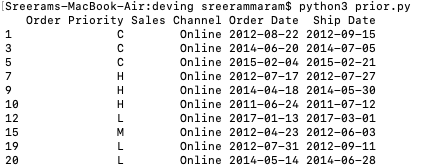 [Sreerams-MacBook-Air:deving sreerammaram$ python3 prior.py
Order Priority Sales Channel Order Date Ship Date
1 C Online 2012-08-22 2012-09-15
3 C Online 2014-06-20 2014-07-05
5 C Online 2015-02-04 2015-02-21
7 H Online 2012-07-17 2012-07-27
9 H Online 2014-04-18 2014-05-30
10 H Online 2011-06-24 2011-07-12
12 L Online 2017-01-13 2017-03-01
15 M Online 2012-04-23 2012-06-03
19 L Online 2012-07-31 2012-09-11
20 L Online 2014-05-14 2014-06-28